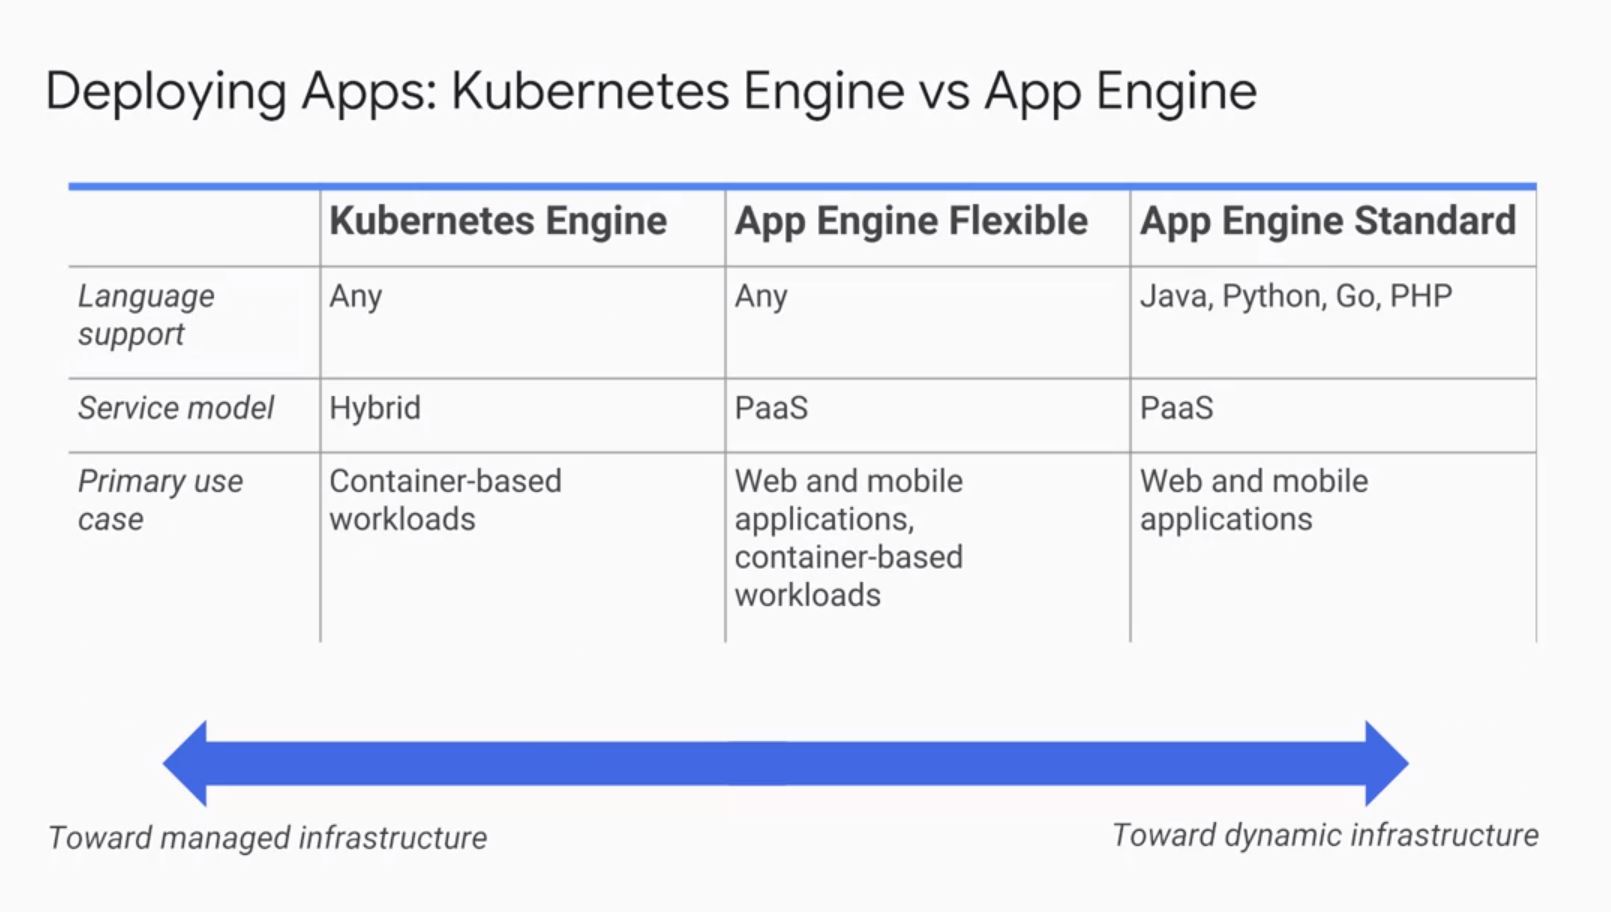 Deploying Apps: Kubernetes Engine vs App Engine
Kubernetes Engine
App Engine Flexible
App Engine Standard
Language
support
Any
Any
Java, Python, Go, PHP
Service model
Hybrid
PaaS
PaaS
Primary use
case
Container-based
workloads
Web and mobile
applications,
container-based
workloads
Web and mobile
applications
Toward managed infrastructure
Toward dynamic infrastructure